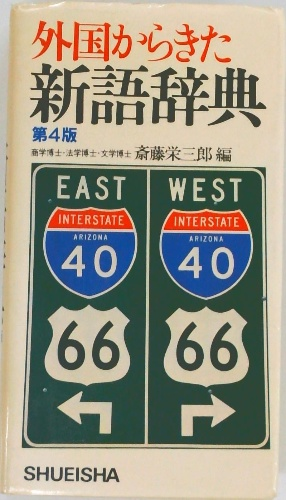 外国からきた
新語辞典
第4版
商学博士・法学博士・文学博士 斎藤栄三郎 編
EAST WEST
INTERSTATE INTERSTATE
ARIZONA ARIZONA
40 40
66 66
SHUEISHA